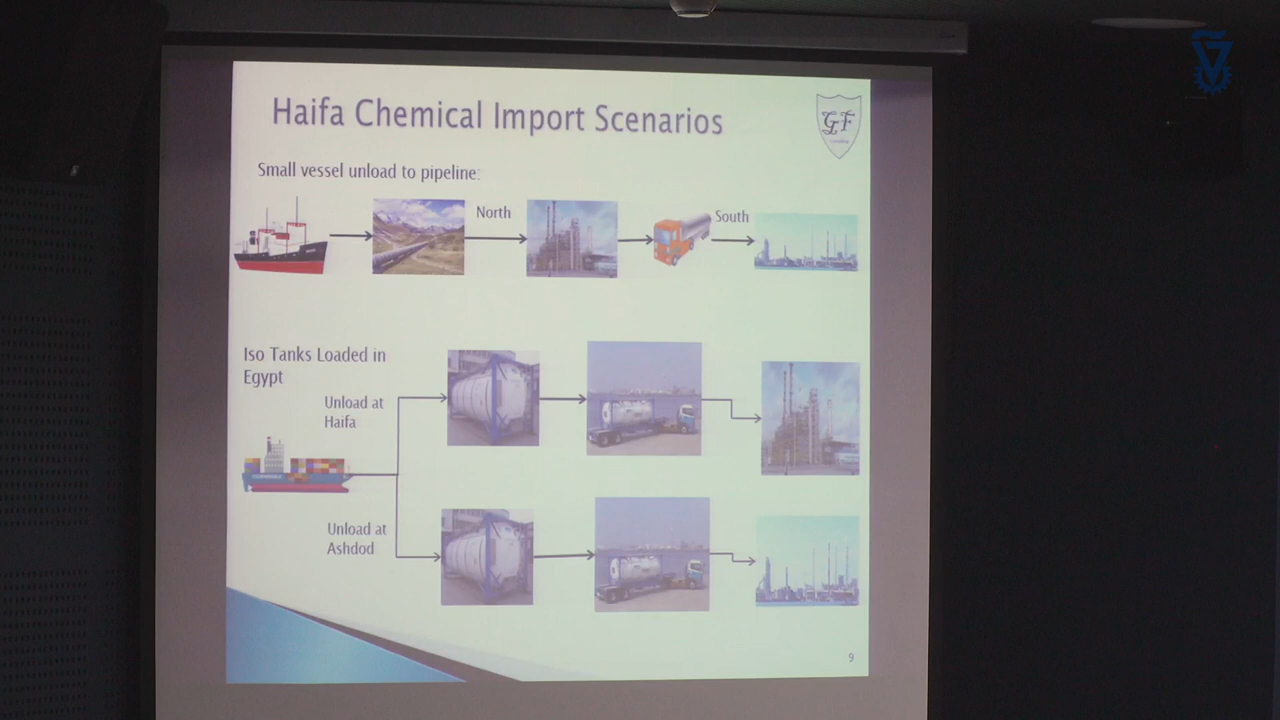 Haifa Chemical Import Scenarios
GF
Small vessel unload to pipeline:
North
South
Iso Tanks Loaded in
Egypt
Unload at
Haifa
Unload at
Ashdod
9